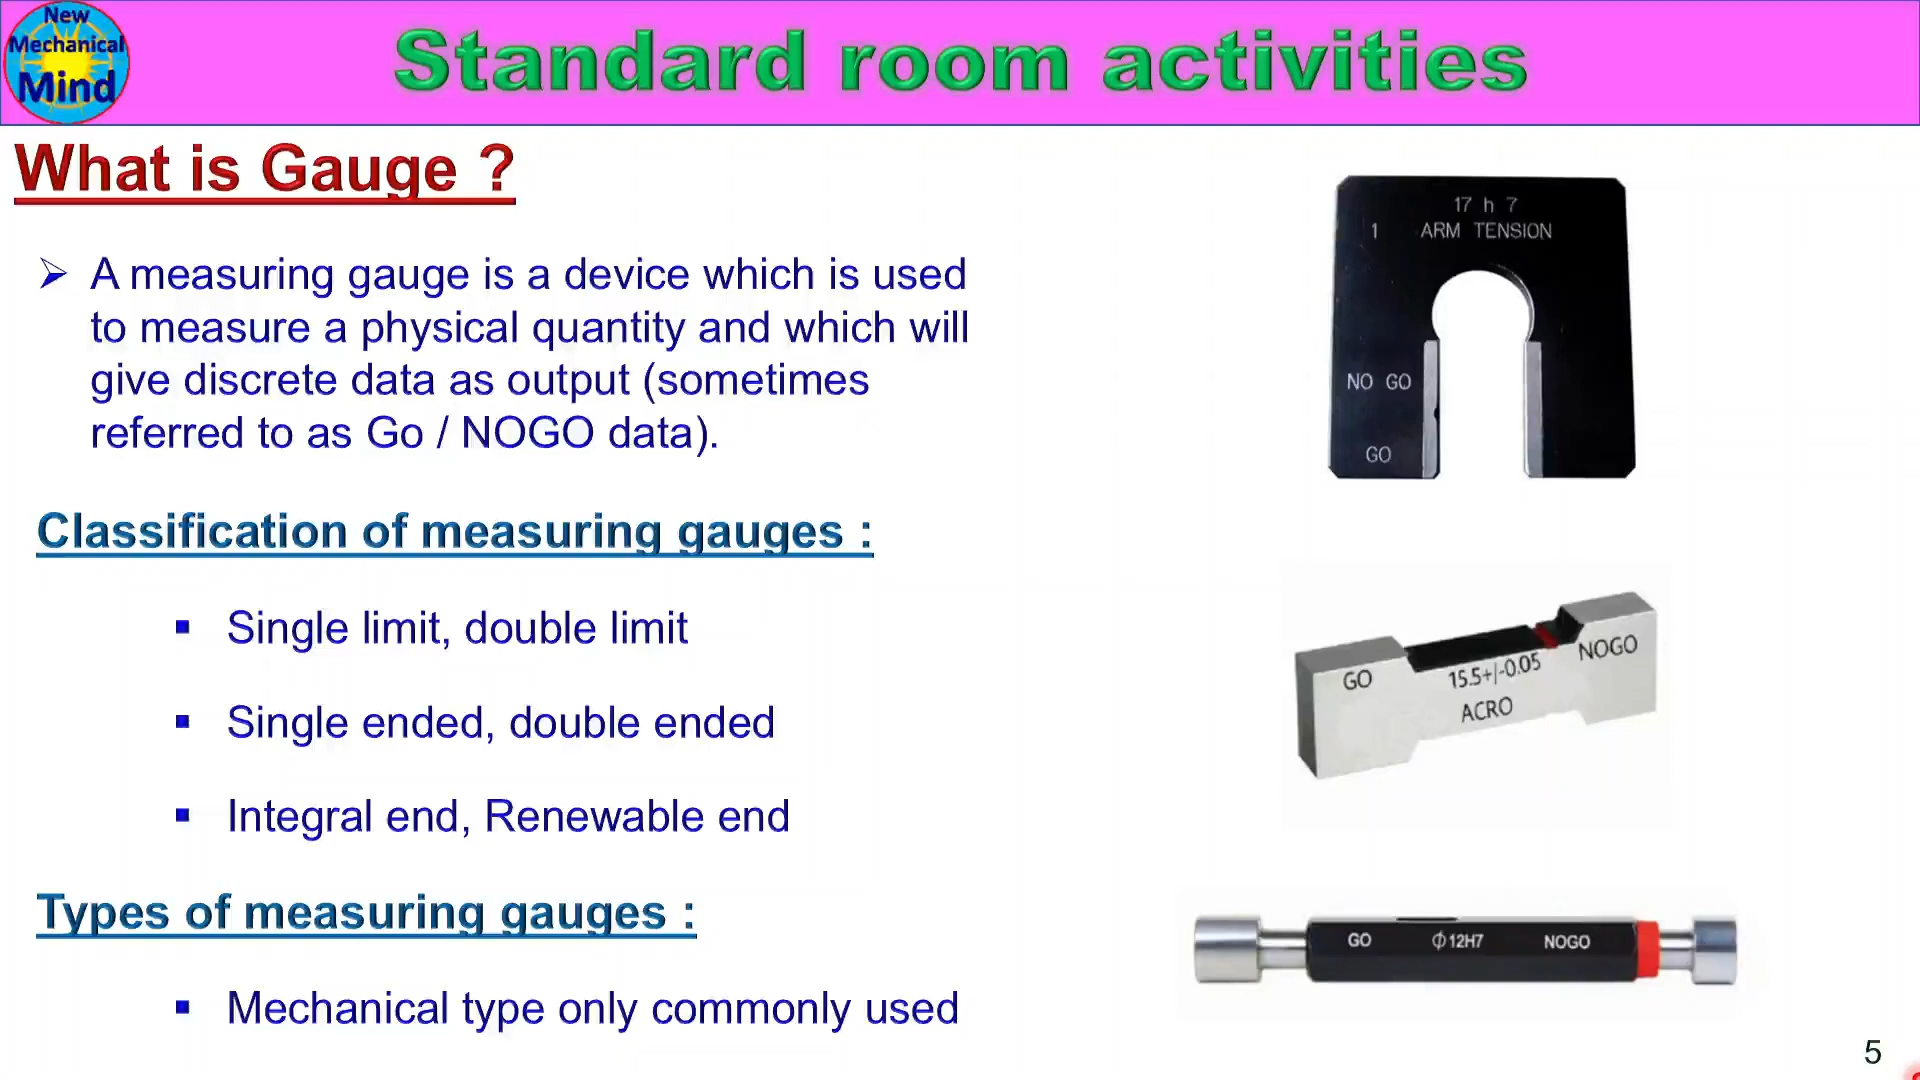 New
Mechanical
Mind
Standard room activities
What is Gauge ?
A measuring gauge is a device which is used
to measure a physical quantity and which will
give discrete data as output (sometimes
referred to as Go / NOGO data).
Classification of measuring gauges :
Single limit, double limit
Single ended, double ended
Integral end, Renewable end
Types of measuring gauges :
Mechanical type only commonly used
17 h 7
1 ARM TENSION
NO GO
GO
GO 15.5+/-0.05 NOGO
ACRO
GO ⌀12H7 NOGO
5